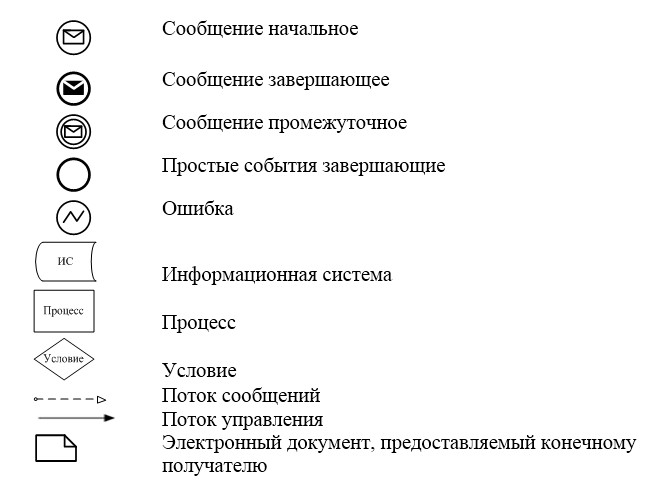 Сообщение начальное
Сообщение завершающее
Сообщение промежуточное
Простые события завершающие
Ошибка
ИС
Информационная система
Процесс
Процесс
Условие
Условие
Поток сообщений
Поток управления
Электронный документ, предоставляемый конечному
получателю